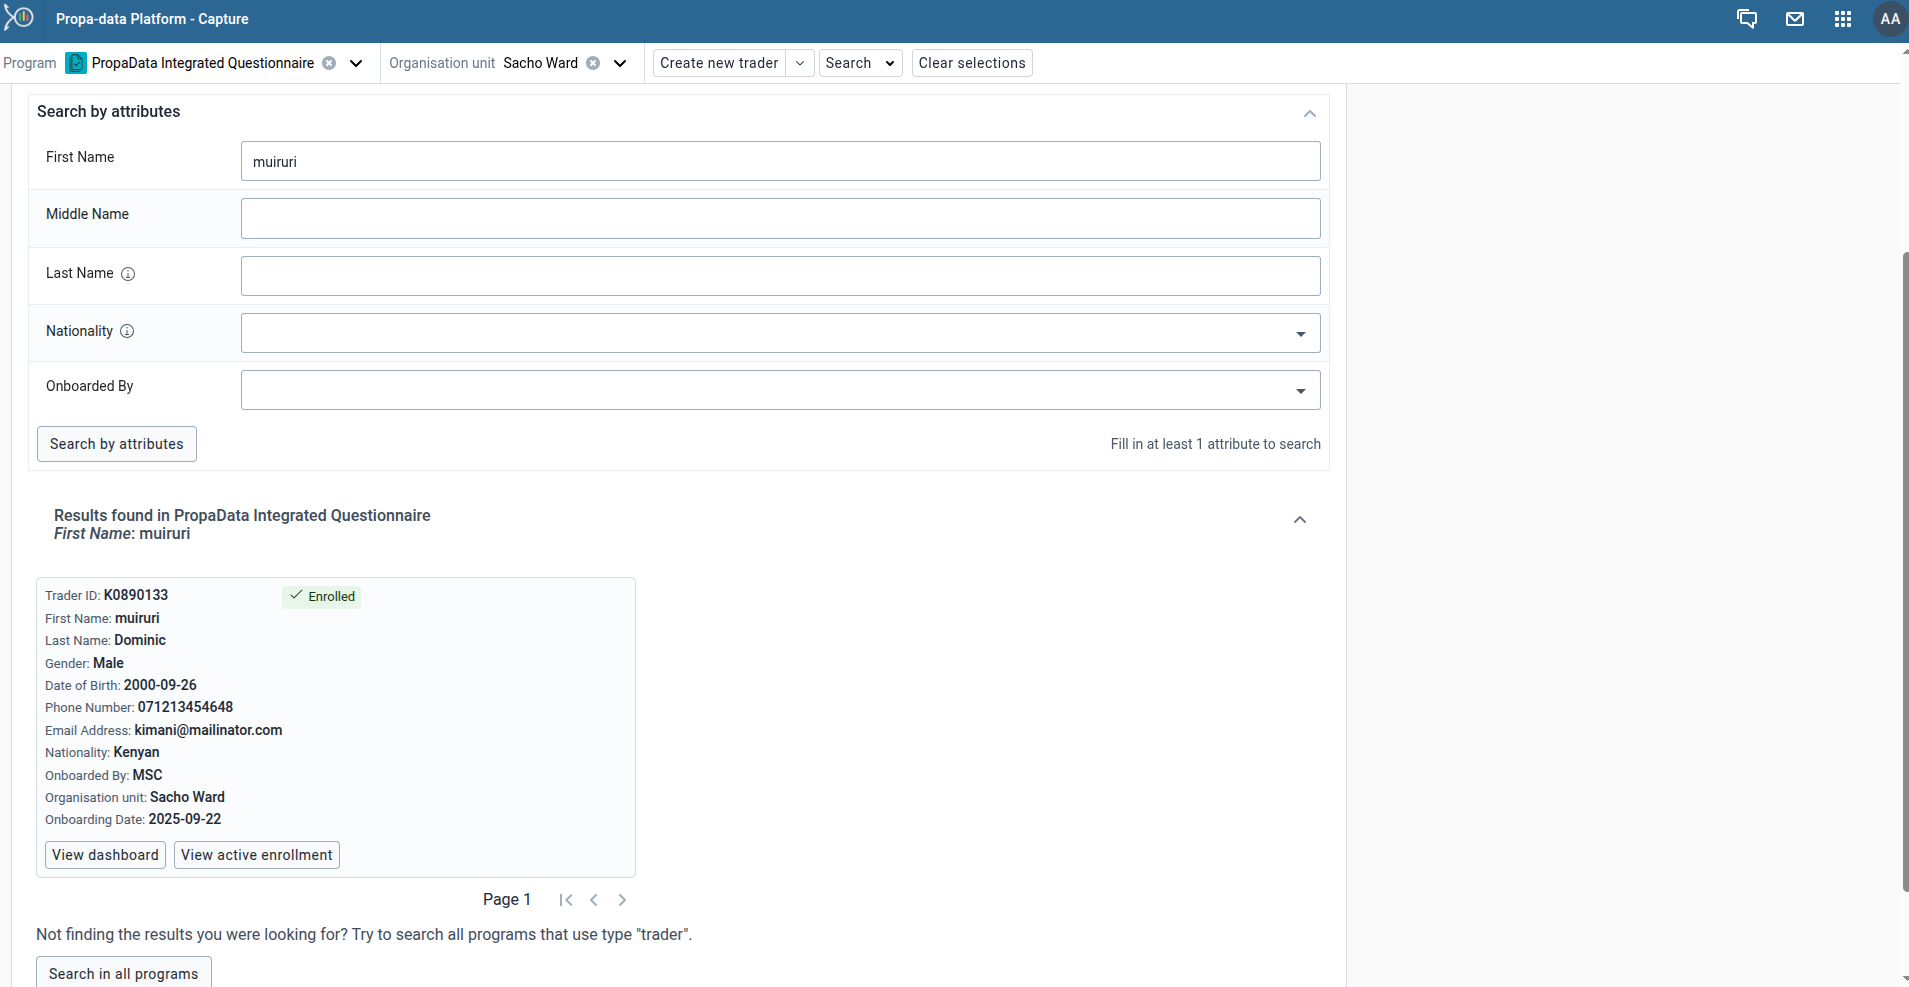 Propa-data Platform - Capture
AA
Program PropaData Integrated Questionnaire
Organisation unit Sacho Ward
Create new trader
Search
Clear selections
Search by attributes
First Name muiruri
Middle Name
Last Name
Nationality
Onboarded By
Search by attributes
Fill in at least 1 attribute to search
Results found in PropaData Integrated Questionnaire
First Name: muiruri
Trader ID: K0890133
Enrolled
First Name: muiruri
Last Name: Dominic
Gender: Male
Date of Birth: 2000-09-26
Phone Number: 071213454648
Email Address: kimani@mailinator.com
Nationality: Kenyan
Onboarded By: MSC
Organisation unit: Sacho Ward
Onboarding Date: 2025-09-22
View dashboard
View active enrollment
Page 1
Not finding the results you were looking for? Try to search all programs that use type "trader".
Search in all programs